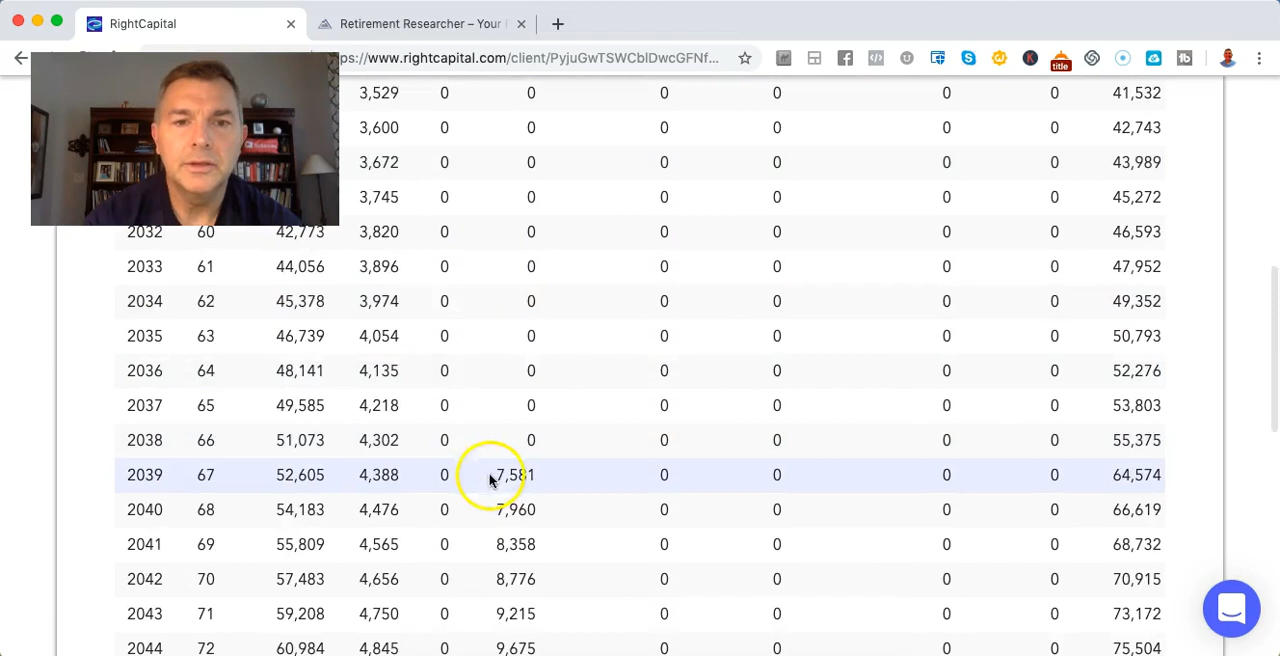 RightCapital
Retirement Researcher – Your
ps://www.rightcapital.com/client/PyjuGwTSWCblDwcGFNf...
title
3,529 0 0 0 0 0 0 41,532
3,600 0 0 0 0 0 0 42,743
3,672 0 0 0 0 0 0 43,989
3,745 0 0 0 0 0 0 45,272
2032 60 42,773 3,820 0 0 0 0 0 0 46,593
2033 61 44,056 3,896 0 0 0 0 0 0 47,952
2034 62 45,378 3,974 0 0 0 0 0 0 49,352
2035 63 46,739 4,054 0 0 0 0 0 0 50,793
2036 64 48,141 4,135 0 0 0 0 0 0 52,276
2037 65 49,585 4,218 0 0 0 0 0 0 53,803
2038 66 51,073 4,302 0 0 0 0 0 0 55,375
2039 67 52,605 4,388 0 7,581 0 0 0 0 64,574
2040 68 54,183 4,476 0 7,960 0 0 0 0 66,619
2041 69 55,809 4,565 0 8,358 0 0 0 0 68,732
2042 70 57,483 4,656 0 8,776 0 0 0 0 70,915
2043 71 59,208 4,750 0 9,215 0 0 0 0 73,172
2044 72 60,984 4,845 0 9,675 0 0 0 0 75,504